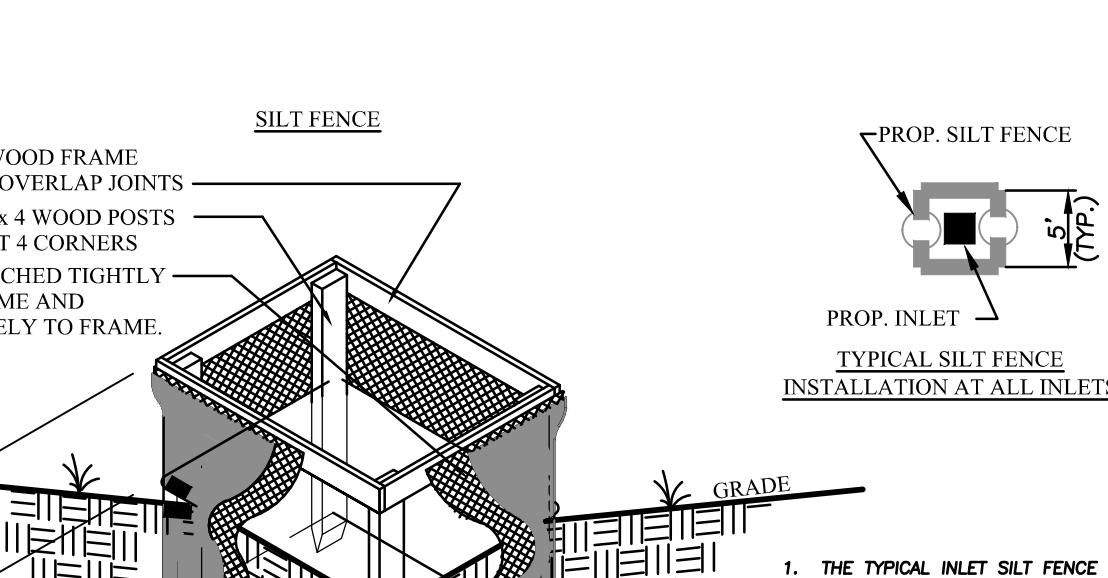 SILT FENCE
WOOD FRAME
OVERLAP JOINTS
x 4 WOOD POSTS
T 4 CORNERS
CHED TIGHTLY
ME AND
ELY TO FRAME.
PROP. SILT FENCE
5'
(TYP.)
PROP. INLET
TYPICAL SILT FENCE
INSTALLATION AT ALL INLETS
GRADE
1. THE TYPICAL INLET SILT FENCE